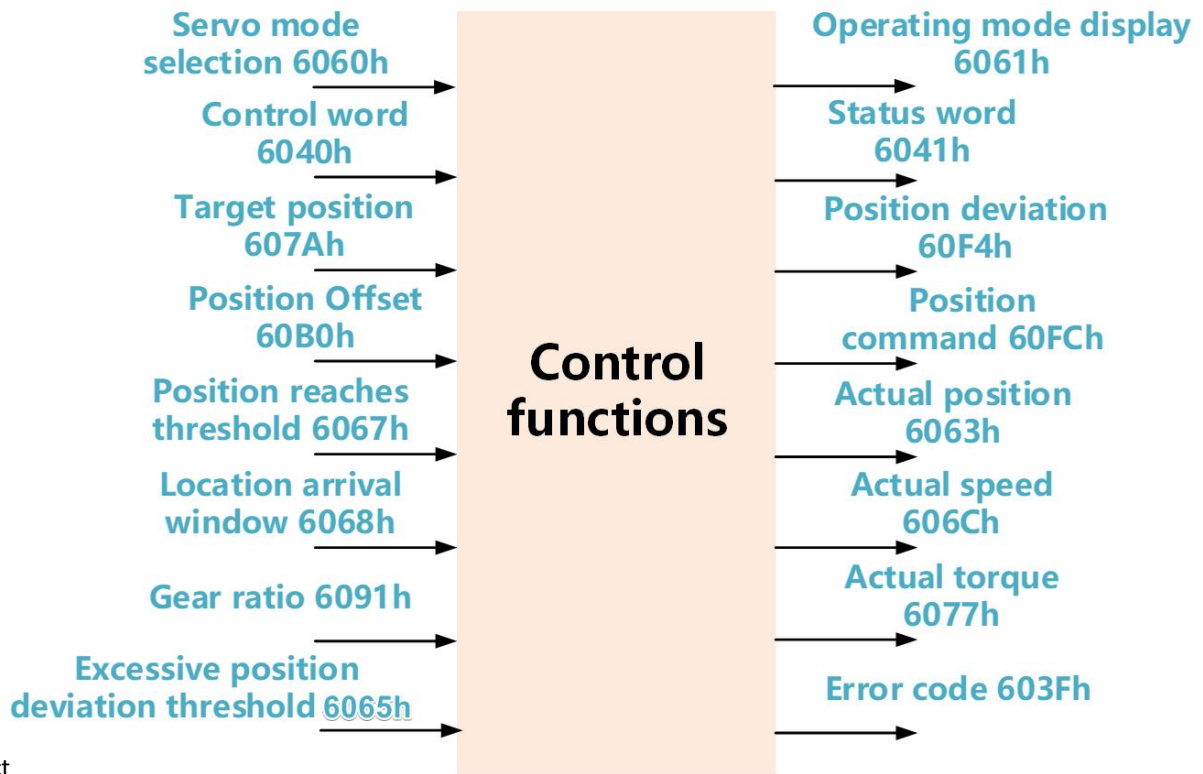 Servo mode
selection 6060h
Control word
6040h
Target position
607Ah
Position Offset
60B0h
Position reaches
threshold 6067h
Location arrival
window 6068h
Gear ratio 6091h
Excessive position
deviation threshold 6065h
Control
functions
Operating mode display
6061h
Status word
6041h
Position deviation
60F4h
Position
command 60FCh
Actual position
6063h
Actual speed
606Ch
Actual torque
6077h
Error code 603Fh